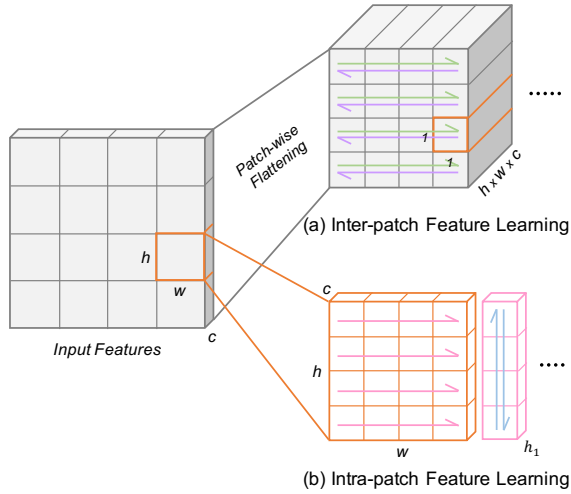 Patch-wise
Flattening
1
1
h x w x c
.....
(a) Inter-patch Feature Learning
h
w
c
Input Features
c
h
w
h₁
....
(b) Intra-patch Feature Learning